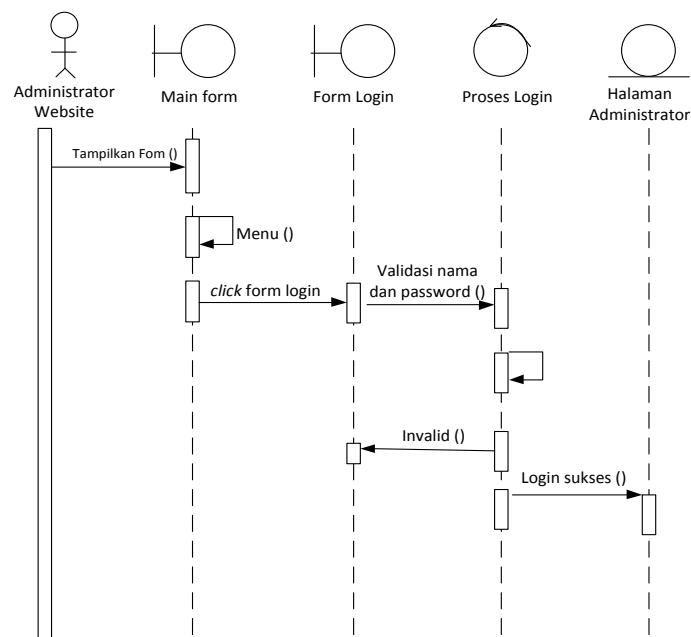 Administrator
Website
Main form
Form Login
Proses Login
Halaman
Administrator
Tampilkan Fom ()
Menu ()
click form login
Validasi nama
dan password ()
Invalid ()
Login sukses ()